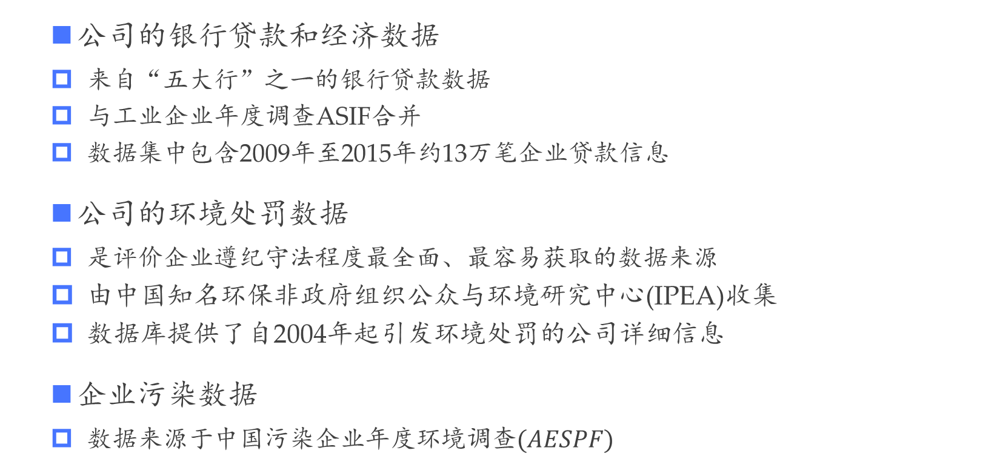 公司的银行贷款和经济数据
来自“五大行”之一的银行贷款数据
与工业企业年度调查ASIF合并
数据集中包含2009年至2015年约13万笔企业贷款信息
公司的环境处罚数据
是评价企业遵纪守法程度最全面、最容易获取的数据来源
由中国知名环保非政府组织公众与环境研究中心(IPEA)收集
数据库提供了自2004年起引发环境处罚的公司详细信息
企业污染数据
数据来源于中国污染企业年度环境调查(AESPF)